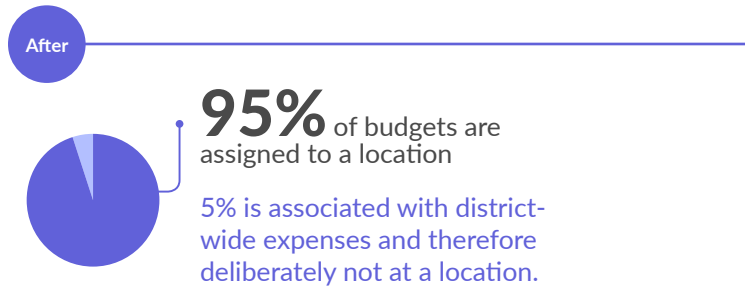 After
95% of budgets are
assigned to a location
5% is associated with district-
wide expenses and therefore
deliberately not at a location.